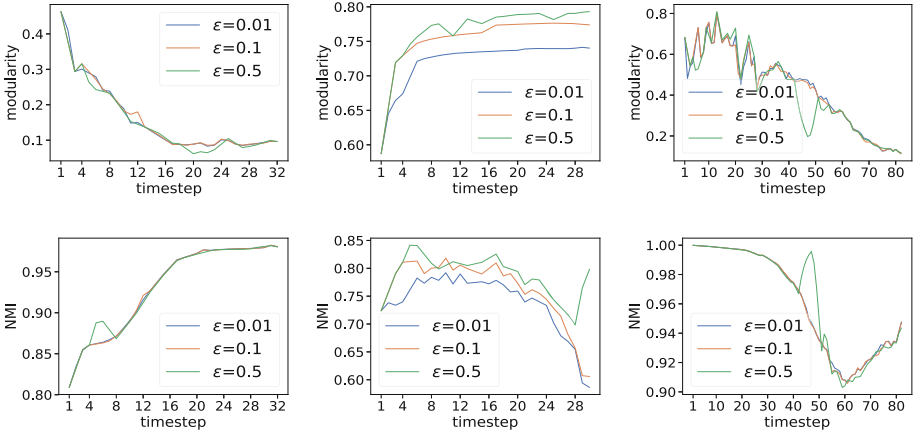 modularity
0.4
0.3
0.2
0.1
ε=0.01
ε=0.1
ε=0.5
1 4 8 12 16 20 24 28 32
timestep
modularity
0.80
0.75
0.70
0.65
0.60
ε=0.01
ε=0.1
ε=0.5
1 4 8 12 16 20 24 28
timestep
modularity
0.8
0.6
0.4
0.2
ε=0.01
ε=0.1
ε=0.5
1 10 20 30 40 50 60 70 80
timestep
NMI
0.95
0.90
0.85
0.80
ε=0.01
ε=0.1
ε=0.5
1 4 8 12 16 20 24 28 32
timestep
NMI
0.85
0.80
0.75
0.70
0.65
0.60
ε=0.01
ε=0.1
ε=0.5
1 4 8 12 16 20 24 28
timestep
NMI
1.00
0.98
0.96
0.94
0.92
0.90
ε=0.01
ε=0.1
ε=0.5
1 10 20 30 40 50 60 70 80
timestep